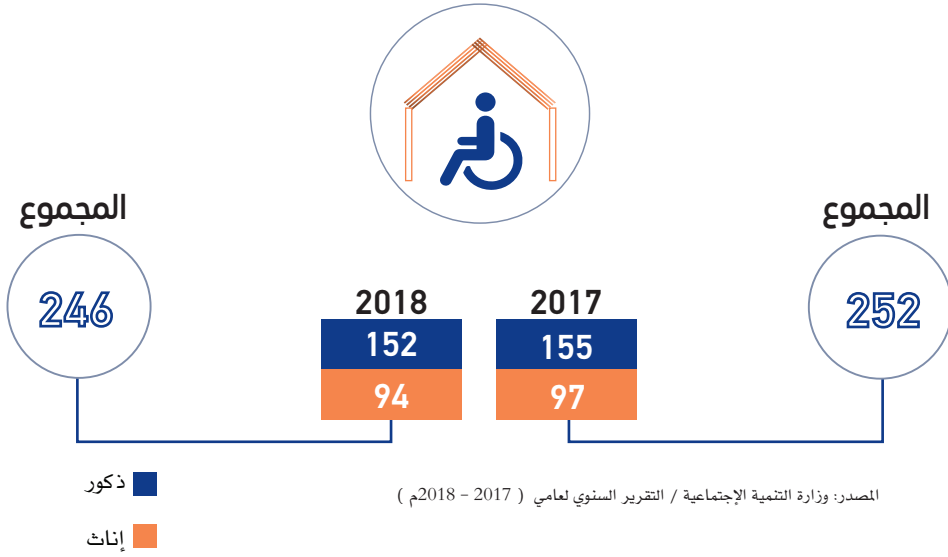 المجموع
252
المجموع
246
2017
155
97
2018
152
94
ذكور
إناث
المصدر: وزارة التنمية الإجتماعية / التقرير السنوي لعامي ( 2017 - 2018م )